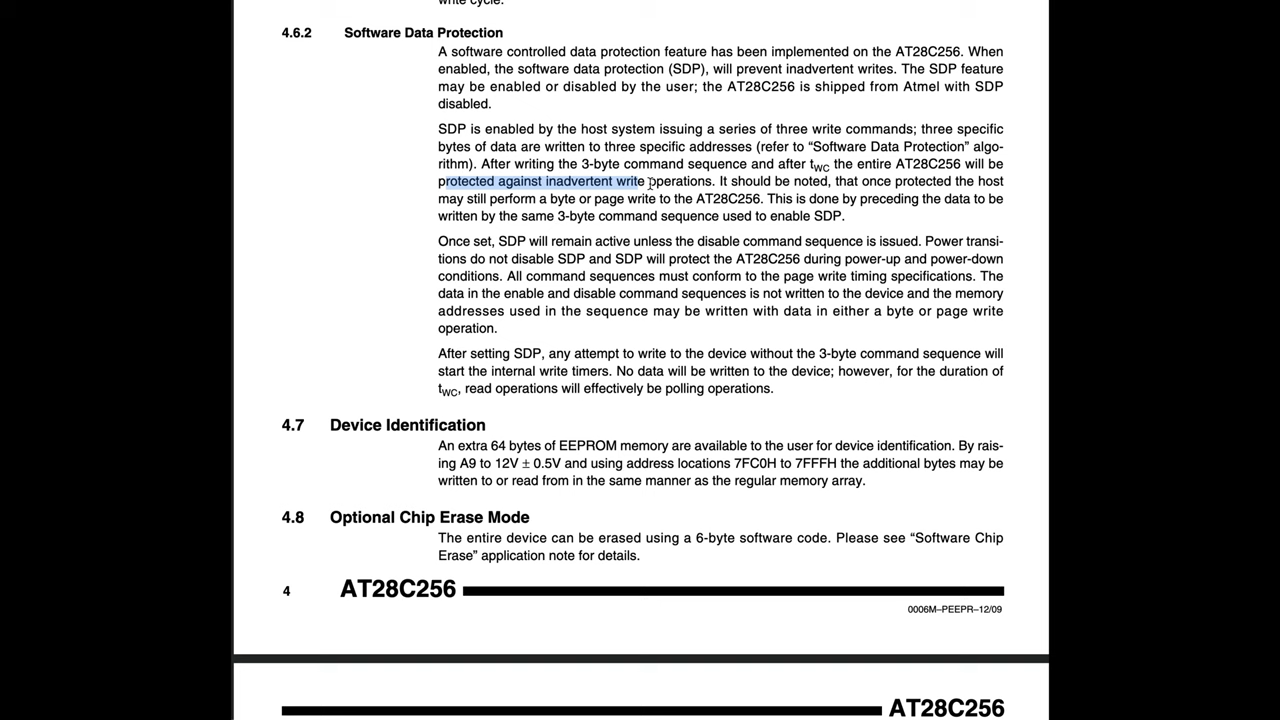 write cycle.
4.6.2 Software Data Protection
A software controlled data protection feature has been implemented on the AT28C256. When
enabled, the software data protection (SDP), will prevent inadvertent writes. The SDP feature
may be enabled or disabled by the user; the AT28C256 is shipped from Atmel with SDP
disabled.
SDP is enabled by the host system issuing a series of three write commands; three specific
bytes of data are written to three specific addresses (refer to “Software Data Protection” algo-
rithm). After writing the 3-byte command sequence and after tWC the entire AT28C256 will be
protected against inadvertent write operations. It should be noted, that once protected the host
may still perform a byte or page write to the AT28C256. This is done by preceding the data to be
written by the same 3-byte command sequence used to enable SDP.
Once set, SDP will remain active unless the disable command sequence is issued. Power transi-
tions do not disable SDP and SDP will protect the AT28C256 during power-up and power-down
conditions. All command sequences must conform to the page write timing specifications. The
data in the enable and disable command sequences is not written to the device and the memory
addresses used in the sequence may be written with data in either a byte or page write
operation.
After setting SDP, any attempt to write to the device without the 3-byte command sequence will
start the internal write timers. No data will be written to the device; however, for the duration of
tWC, read operations will effectively be polling operations.
4.7 Device Identification
An extra 64 bytes of EEPROM memory are available to the user for device identification. By rais-
ing A9 to 12V ± 0.5V and using address locations 7FC0H to 7FFFH the additional bytes may be
written to or read from in the same manner as the regular memory array.
4.8 Optional Chip Erase Mode
The entire device can be erased using a 6-byte software code. Please see “Software Chip
Erase” application note for details.
4 AT28C256
0006M–PEEPR–12/09
AT28C256